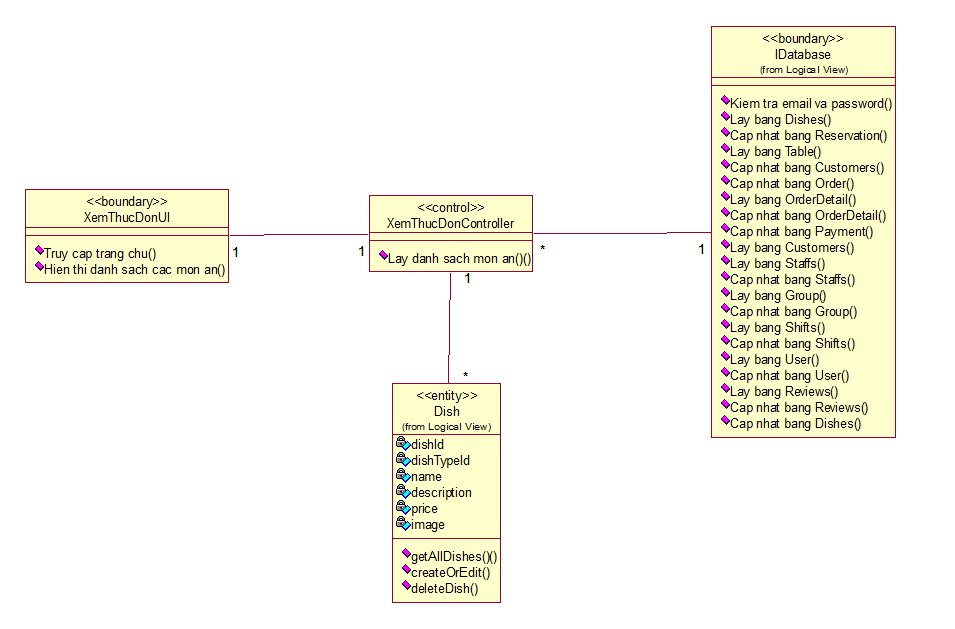 <<boundary>>
XemThucDonUI
Truy cap trang chu()
Hien thi danh sach cac mon an()
1
1
<<control>>
XemThucDonController
Lay danh sach mon an()()
*
1
1
*
<<entity>>
Dish
(from Logical View)
dishId
dishTypeId
name
description
price
image
getAllDishes()()
createOrEdit()
deleteDish()
<<boundary>>
IDatabase
(from Logical View)
Kiem tra email va password()
Lay bang Dishes()
Cap nhat bang Reservation()
Lay bang Table()
Cap nhat bang Customers()
Cap nhat bang Order()
Lay bang OrderDetail()
Cap nhat bang OrderDetail()
Cap nhat bang Payment()
Lay bang Customers()
Lay bang Staffs()
Cap nhat bang Staffs()
Lay bang Group()
Cap nhat bang Group()
Lay bang Shifts()
Cap nhat bang Shifts()
Lay bang User()
Cap nhat bang User()
Lay bang Reviews()
Cap nhat bang Reviews()
Cap nhat bang Dishes()